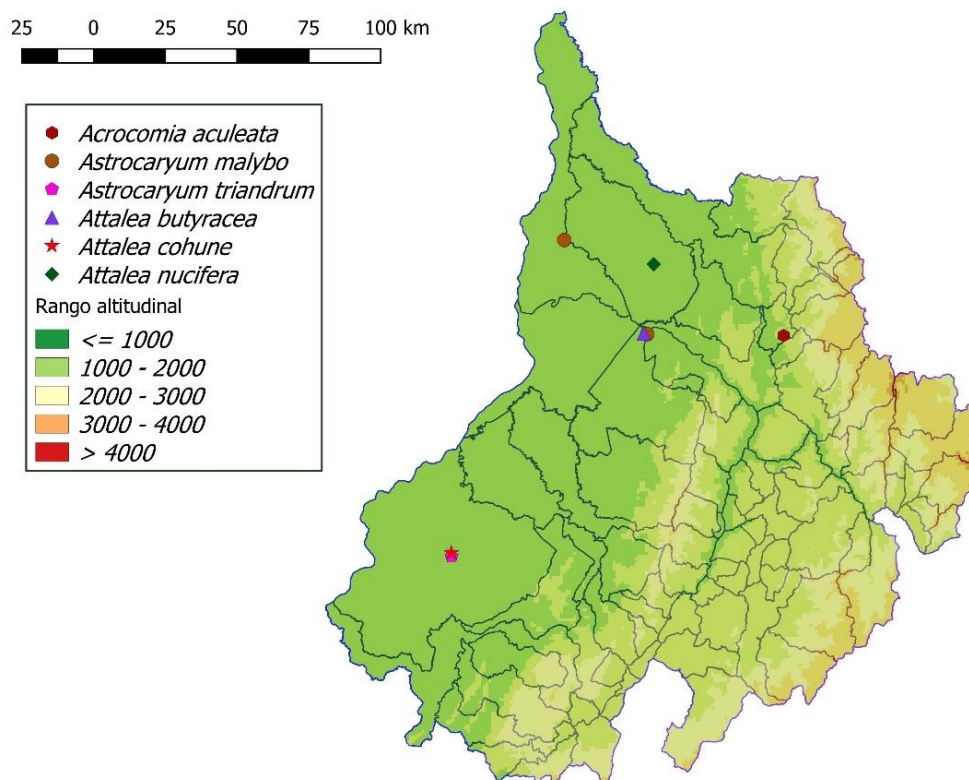 25 0 25 50 75 100 km
Acrocomia aculeata
Astrocaryum malybo
Astrocaryum triandrum
Attalea butyracea
Attalea cohune
Attalea nucifera
Rango altitudinal
<= 1000
1000 - 2000
2000 - 3000
3000 - 4000
> 4000